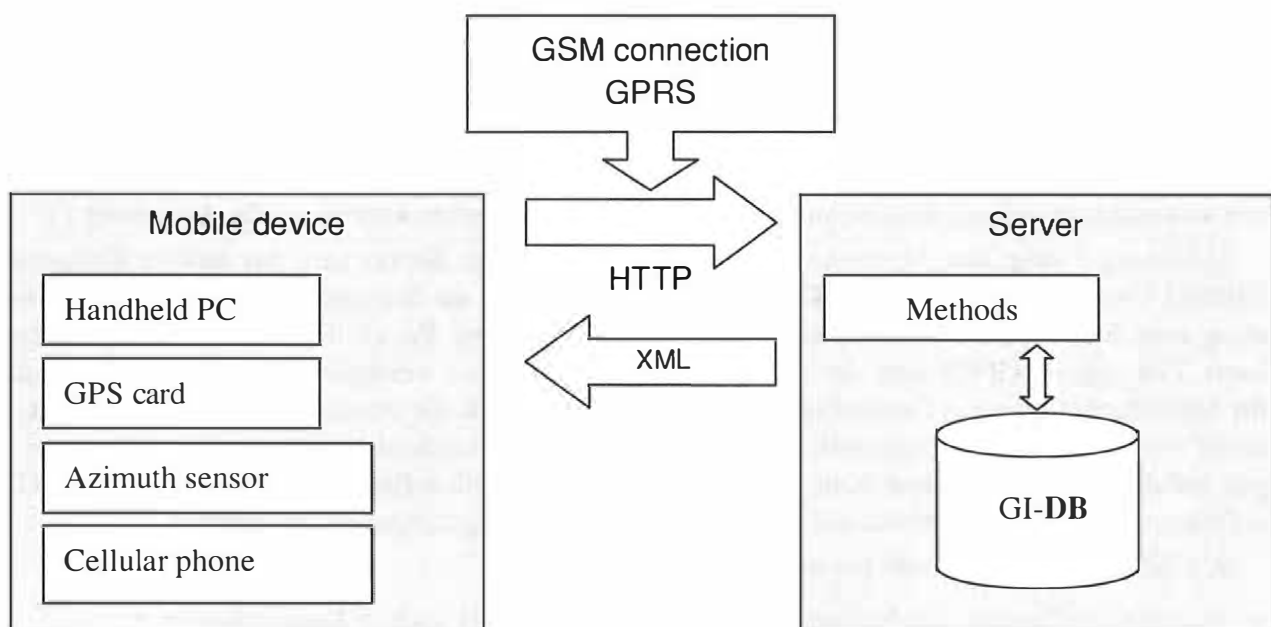 GSM connection
GPRS
Mobile device
Handheld PC
GPS card
Azimuth sensor
Cellular phone
HTTP
XML
Server
Methods
GI-DB